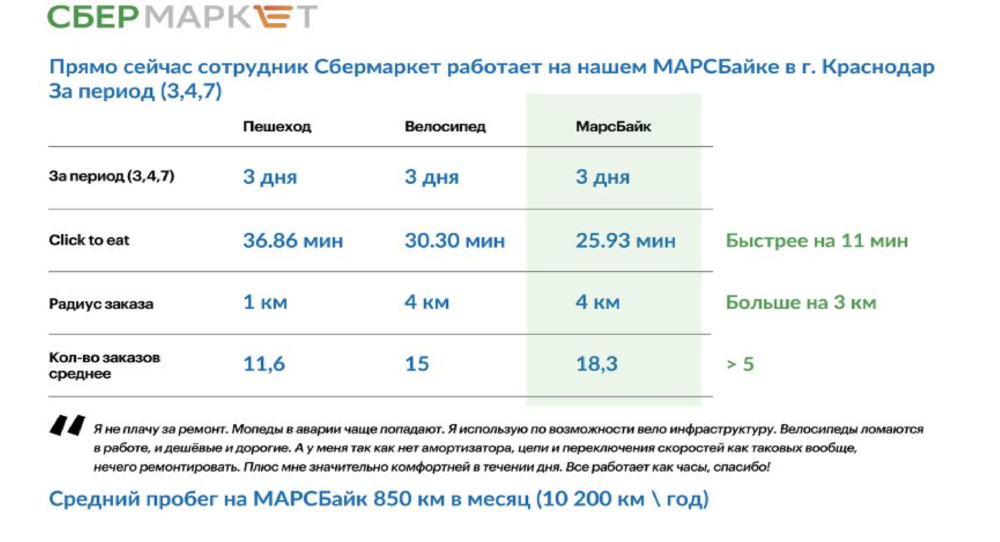 СБЕРМАРКЕТ
Прямо сейчас сотрудник Сбермаркет работает на нашем МАРСБайке в г. Краснодар
За период (3,4,7)
Пешеход Велосипед МарсБайк
За период (3,4,7) 3 дня 3 дня 3 дня
Click to eat 36.86 мин 30.30 мин 25.93 мин Быстрее на 11 мин
Радиус заказа 1 км 4 км 4 км Больше на 3 км
Кол-во заказов
среднее 11,6 15 18,3 > 5
" Я не плачу за ремонт. Мопеды в аварии чаще попадают. Я использую по возможности вело инфраструктуру. Велосипеды ломаются
в работе, и дешёвые и дорогие. А у меня так как нет амортизатора, цепи и переключения скоростей как таковых вообще,
нечего ремонтировать. Плюс мне значительно комфортней в течении дня. Все работает как часы, спасибо!
Средний пробег на МАРСБайк 850 км в месяц (10 200 км \ год)